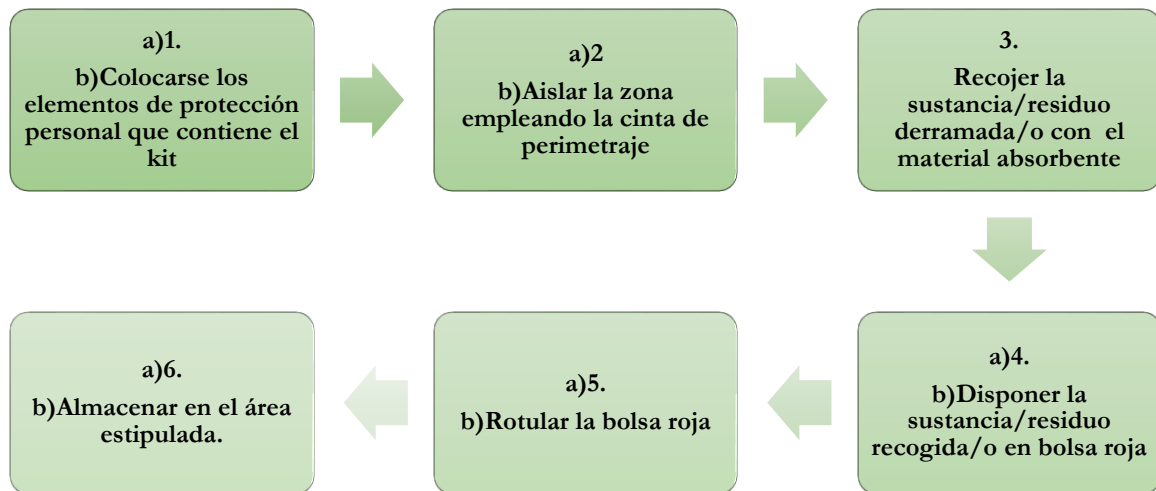 a)1.
b)Colocarse los
elementos de protección
personal que contiene el
kit
a)2
b)Aislar la zona
empleando la cinta de
perimetraje
3.
Recojer la
sustancia/residuo
derramada/o con el
material absorbente
a)4.
b)Disponer la
sustancia/residuo
recogida/o en bolsa roja
a)5.
b)Rotular la bolsa roja
a)6.
b)Almacenar en el área
estipulada.